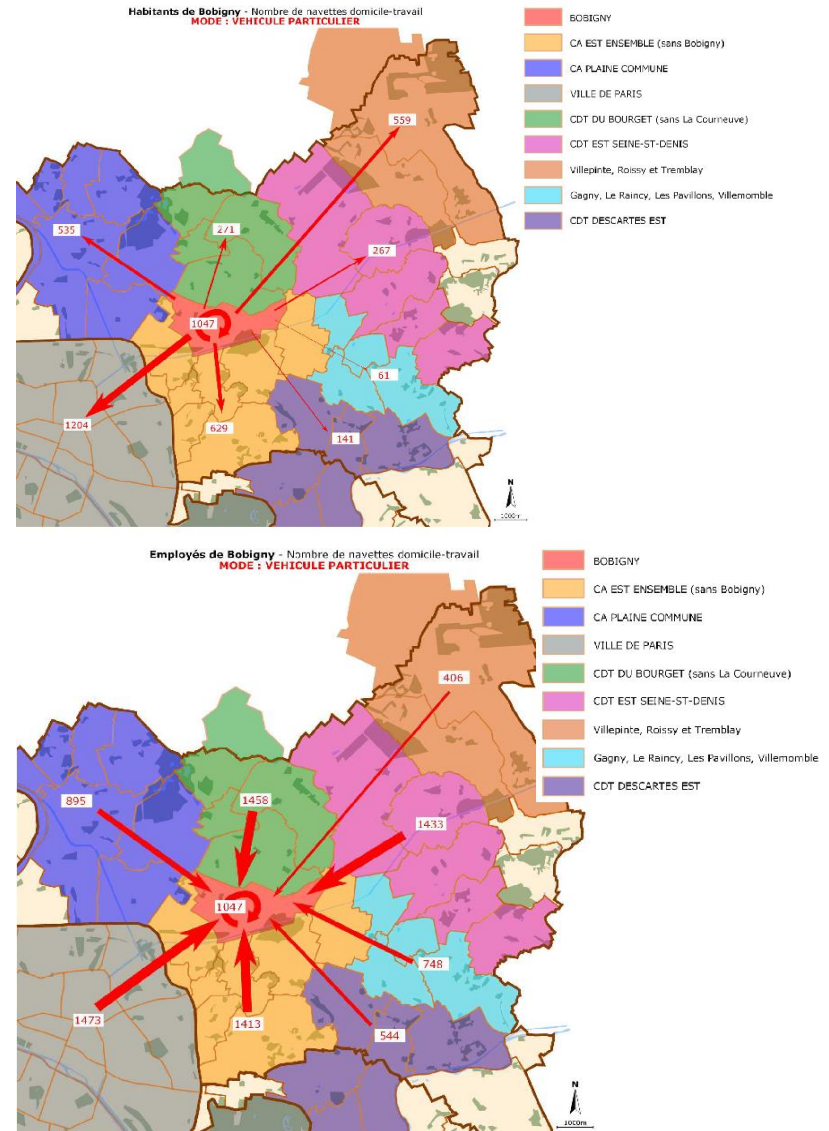 Habitants de Bobigny - Nombre de navettes domicile-travail
MODE : VEHICULE PARTICULIER
BOBIGNY
CA EST ENSEMBLE (sans Bobigny)
CA PLAINE COMMUNE
VILLE DE PARIS
CDT DU BOURGET (sans La Courneuve)
CDT EST SEINE-ST-DENIS
Villepinte, Roissy et Tremblay
Gagny, Le Raincy, Les Pavillons, Villemomble
CDT DESCARTES EST
559
535
271
267
1047
61
1204
629
141
N
1000m
Employés de Bobigny - Nombre de navettes domicile-travail
MODE : VEHICULE PARTICULIER
BOBIGNY
CA EST ENSEMBLE (sans Bobigny)
CA PLAINE COMMUNE
VILLE DE PARIS
CDT DU BOURGET (sans La Courneuve)
CDT EST SEINE-ST-DENIS
Villepinte, Roissy et Tremblay
Gagny, Le Raincy, Les Pavillons, Villemomble
CDT DESCARTES EST
406
895
1458
1433
1047
748
1473
1413
544
N
1000m